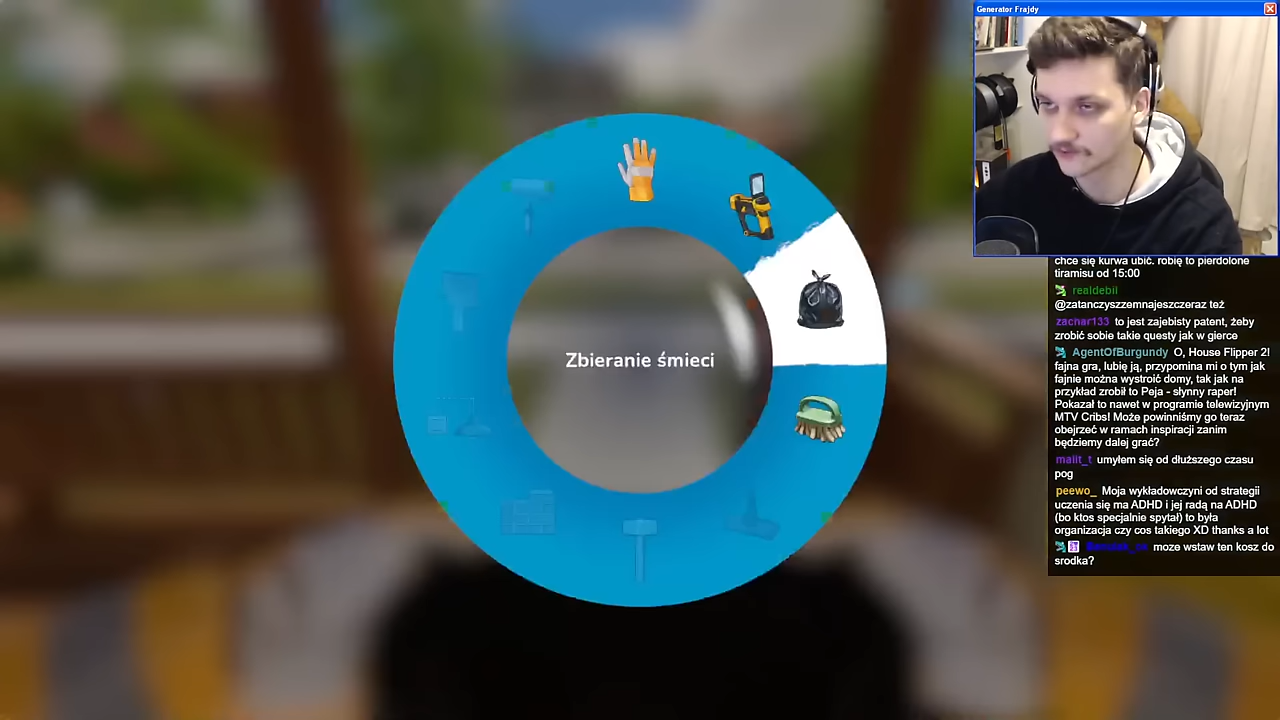 Generator Frajdy
Zbieranie śmieci
chce się kurwa ubić. robię to pierdolone
tiramisu od 15:00
realdebil
@zatanczyszzemnajeszczeraz też
zachar133 to jest zajebisty patent, żeby
zrobić sobie takie questy jak w gierce
AgentOfBurgundy O, House Flipper 2!
fajna gra, lubię ją, przypomina mi o tym jak
fajnie można wystroić domy, tak jak na
przykład zrobił to Peja - słynny raper!
Pokazał to nawet w programie telewizyjnym
MTV Cribs! Może powinniśmy go teraz
obejrzeć w ramach inspiracji zanim
będziemy dalej grać?
malit_t umyłem się od dłuższego czasu
pog
peewo_ Moja wykładowczyni od strategii
uczenia się ma ADHD i jej radą na ADHD
(bo ktos specjalnie spytał) to była
organizacja czy cos takiego XD thanks a lot
moze wstaw ten kosz do
srodka?